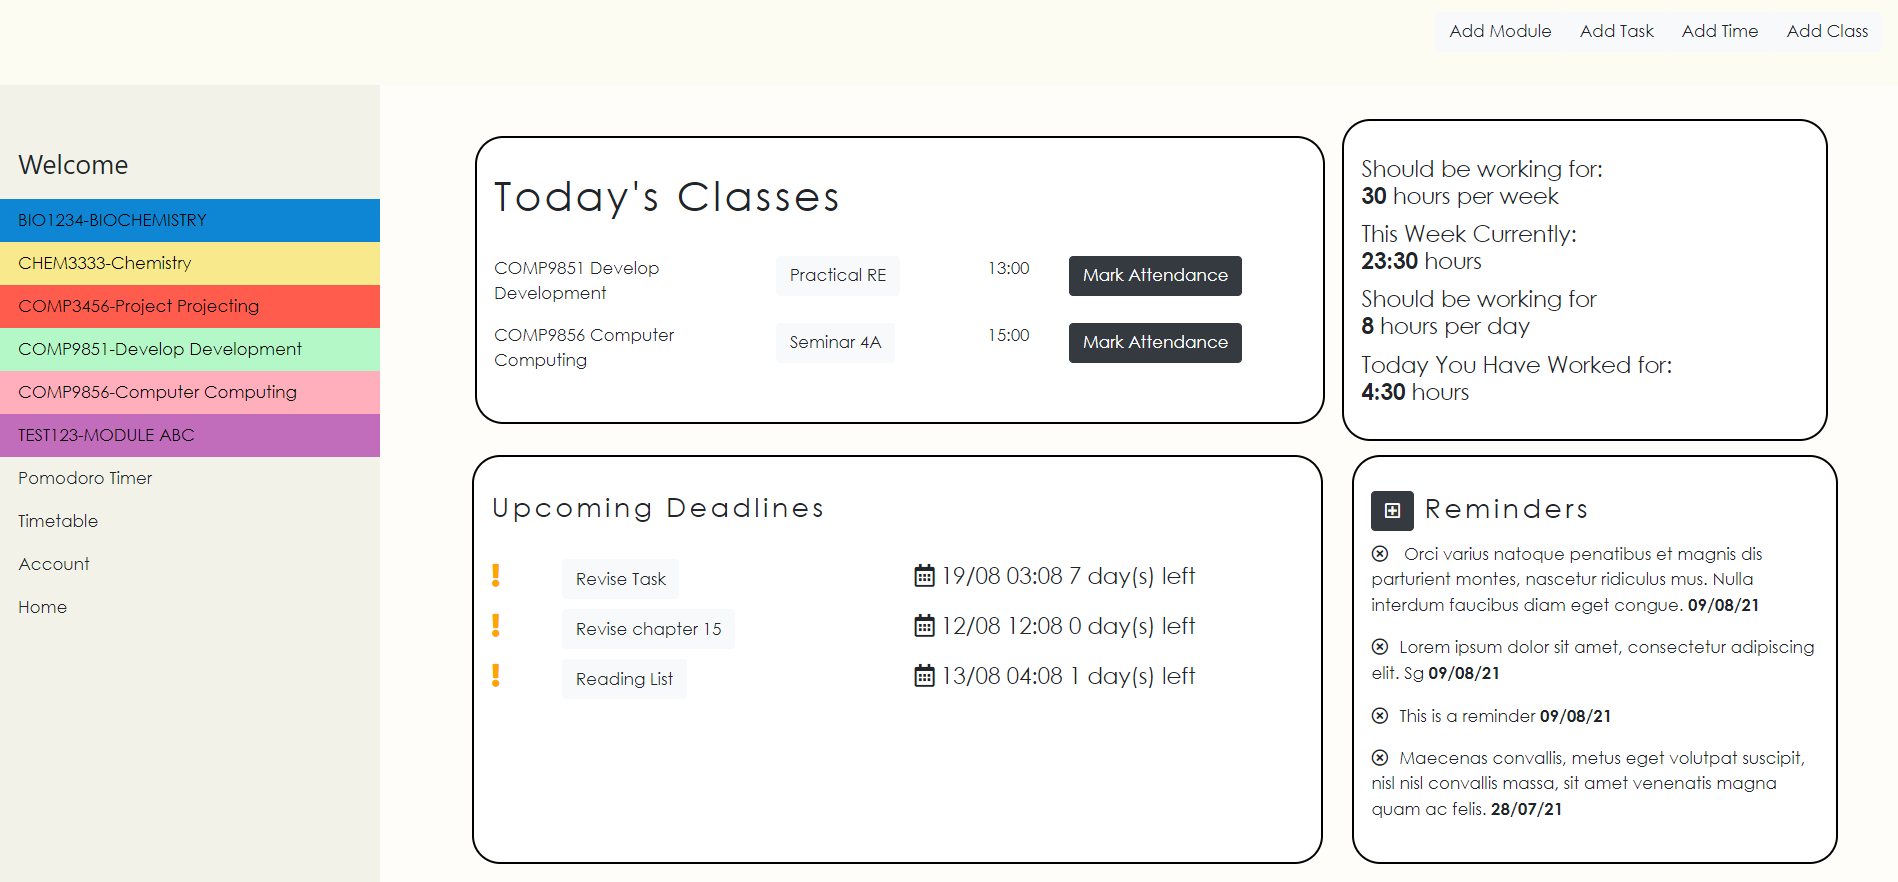 Add Module Add Task Add Time Add Class
Welcome
BIO1234-BIOCHEMISTRY
CHEM3333-Chemistry
COMP3456-Project Projecting
COMP9851-Develop Development
COMP9856-Computer Computing
TEST123-MODULE ABC
Pomodoro Timer
Timetable
Account
Home
Today's Classes
COMP9851 Develop
Development
Practical RE
13:00
Mark Attendance
COMP9856 Computer
Computing
Seminar 4A
15:00
Mark Attendance
Should be working for:
30 hours per week
This Week Currently:
23:30 hours
Should be working for
8 hours per day
Today You Have Worked for:
4:30 hours
Upcoming Deadlines
! Revise Task 19/08 03:08 7 day(s) left
! Revise chapter 15 12/08 12:08 0 day(s) left
! Reading List 13/08 04:08 1 day(s) left
Reminders
Orci varius natoque penatibus et magnis dis
parturient montes, nascetur ridiculus mus. Nulla
interdum faucibus diam eget congue. 09/08/21
Lorem ipsum dolor sit amet, consectetur adipiscing
elit. Sg 09/08/21
This is a reminder 09/08/21
Maecenas convallis, metus eget volutpat suscipit,
nisl nisl convallis massa, sit amet venenatis magna
quam ac felis. 28/07/21